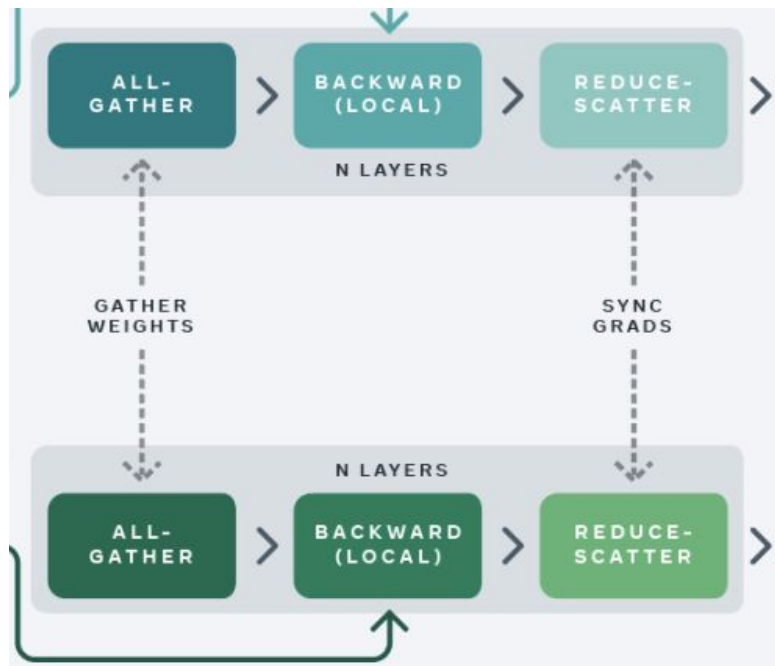 ALL-
GATHER
BACKWARD
(LOCAL)
REDUCE-
SCATTER
N LAYERS
GATHER
WEIGHTS
SYNC
GRADS
N LAYERS
ALL-
GATHER
BACKWARD
(LOCAL)
REDUCE-
SCATTER